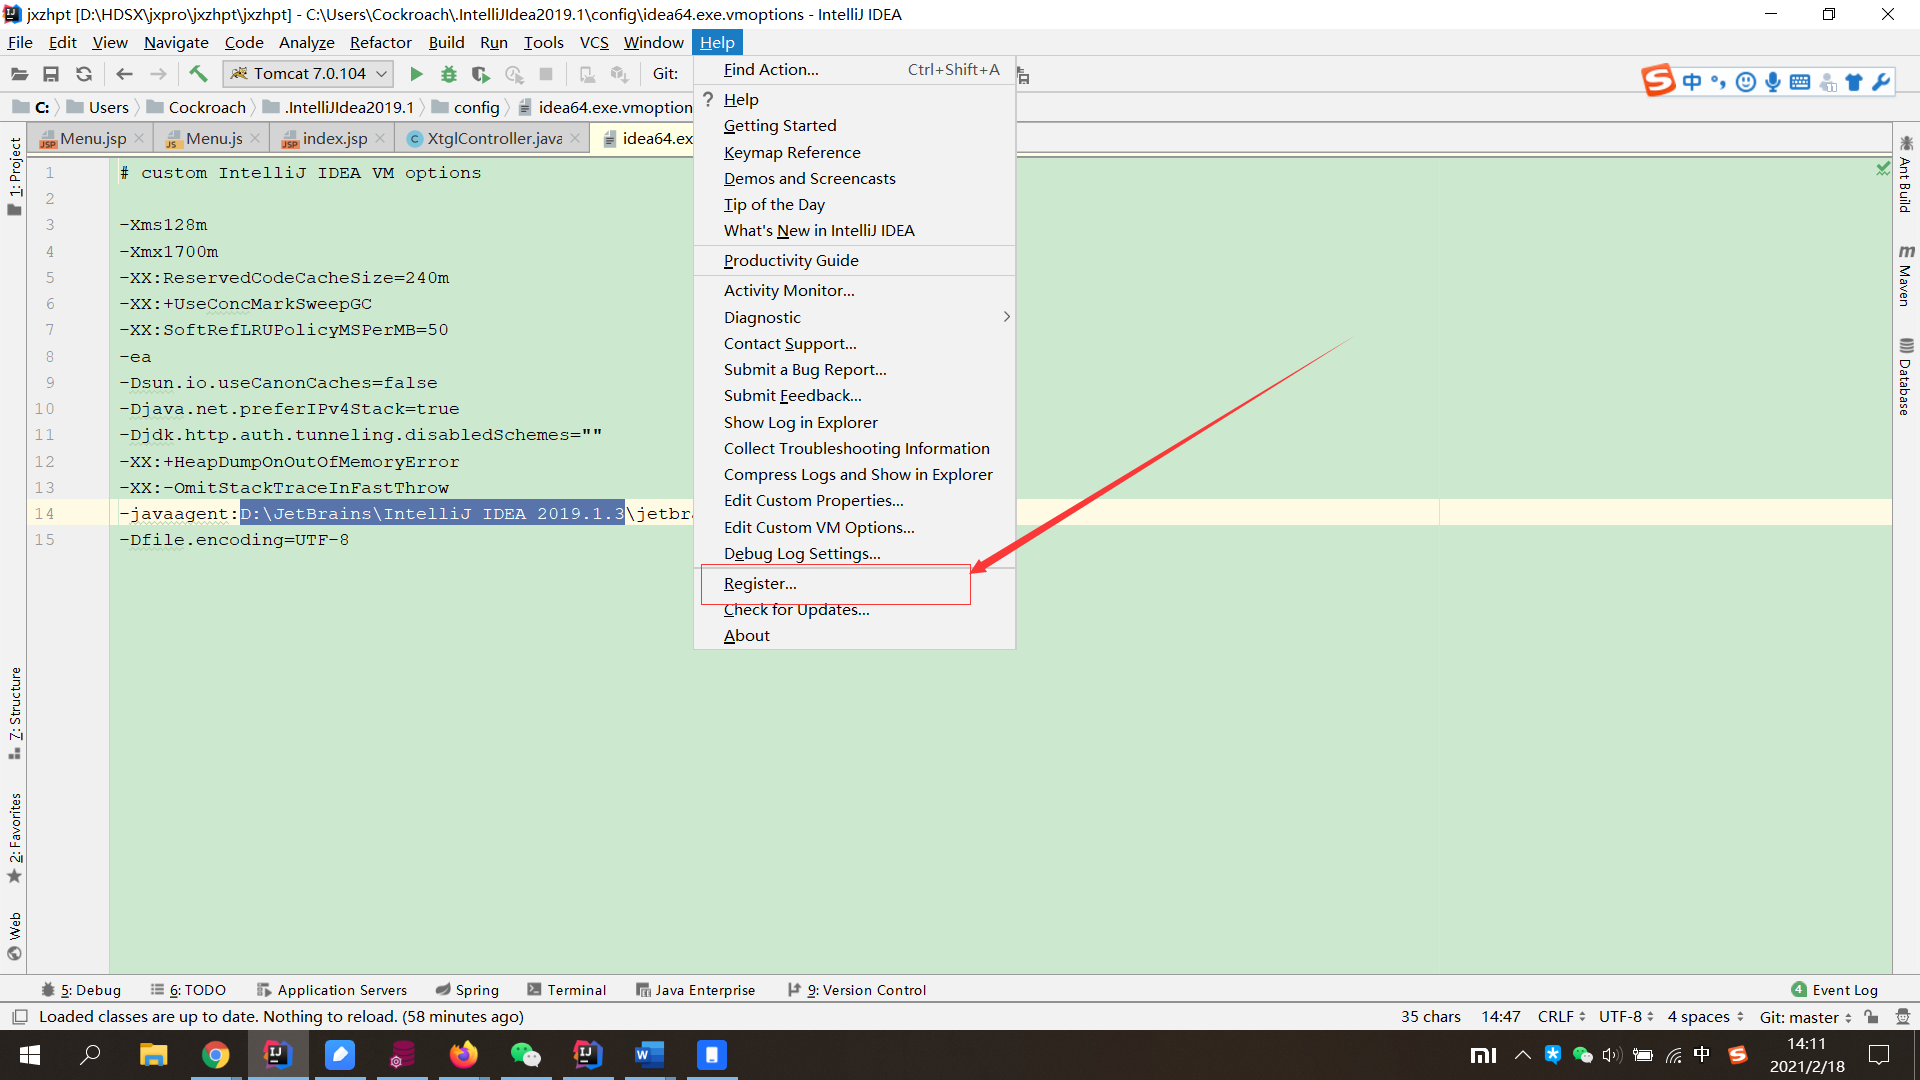 jxzhpt [D:\HDSX\jxpro\jxzhpt\jxzhpt] - C:\Users\Cockroach\.IntelliJIdea2019.1\config\idea64.exe.vmoptions - IntelliJ IDEA
File Edit View Navigate Code Analyze Refactor Build Run Tools VCS Window Help
Tomcat 7.0.104 Git:
C: Users Cockroach .IntelliJIdea2019.1 config idea64.exe.vmoption
Menu.jsp Menu.js index.jsp XtglController.java idea64.ex
1 # custom IntelliJ IDEA VM options
2
3 -Xms128m
4 -Xmx1700m
5 -XX:ReservedCodeCacheSize=240m
6 -XX:+UseConcMarkSweepGC
7 -XX:SoftRefLRUPolicyMSPerMB=50
8 -ea
9 -Dsun.io.useCanonCaches=false
10 -Djava.net.preferIPv4Stack=true
11 -Djdk.http.auth.tunneling.disabledSchemes=""
12 -XX:+HeapDumpOnOutOfMemoryError
13 -XX:-OmitStackTraceInFastThrow
14 -javaagent:D:\JetBrains\IntelliJ IDEA 2019.1.3\jetbr
15 -Dfile.encoding=UTF-8
Find Action... Ctrl+Shift+A
? Help
Getting Started
Keymap Reference
Demos and Screencasts
Tip of the Day
What's New in IntelliJ IDEA
Productivity Guide
Activity Monitor...
Diagnostic
Contact Support...
Submit a Bug Report...
Submit Feedback...
Show Log in Explorer
Collect Troubleshooting Information
Compress Logs and Show in Explorer
Edit Custom Properties...
Edit Custom VM Options...
Debug Log Settings...
Register...
Check for Updates...
About
1: Project
7: Structure
2: Favorites
Web
Ant Build
Maven
Database
中
5: Debug 6: TODO Application Servers Spring Terminal Java Enterprise 9: Version Control 4 Event Log
Loaded classes are up to date. Nothing to reload. (58 minutes ago) 35 chars 14:47 CRLF UTF-8 4 spaces Git: master
中 14:11
2021/2/18